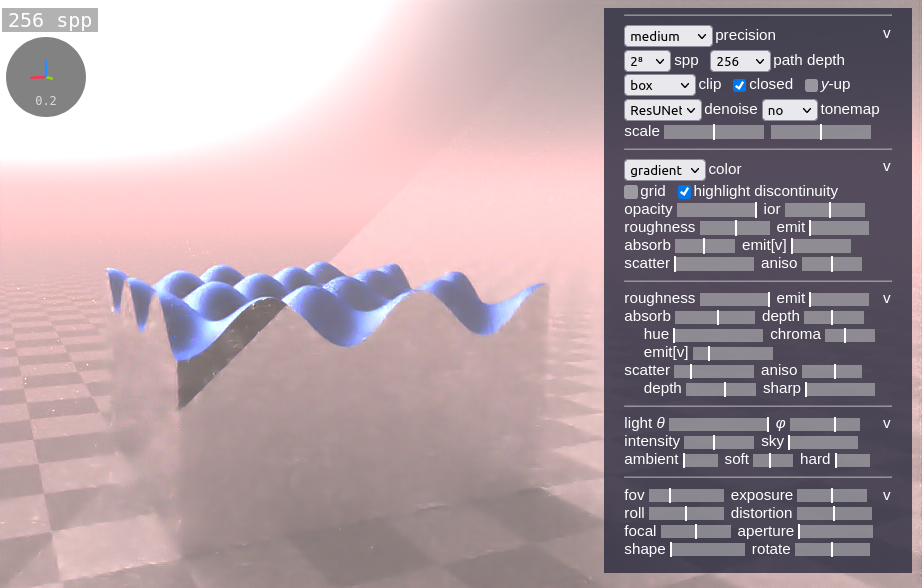 256 spp
0.2
medium precision v
2⁸ spp 256 path depth
box clip closed y-up
ResUNet denoise no tonemap
scale
gradient color v
grid highlight discontinuity
opacity ior
roughness emit
absorb emit[v]
scatter aniso
roughness emit v
absorb depth
hue chroma
emit[v]
scatter aniso
depth sharp
light θ φ v
intensity sky
ambient soft hard
fov exposure v
roll distortion
focal aperture
shape rotate